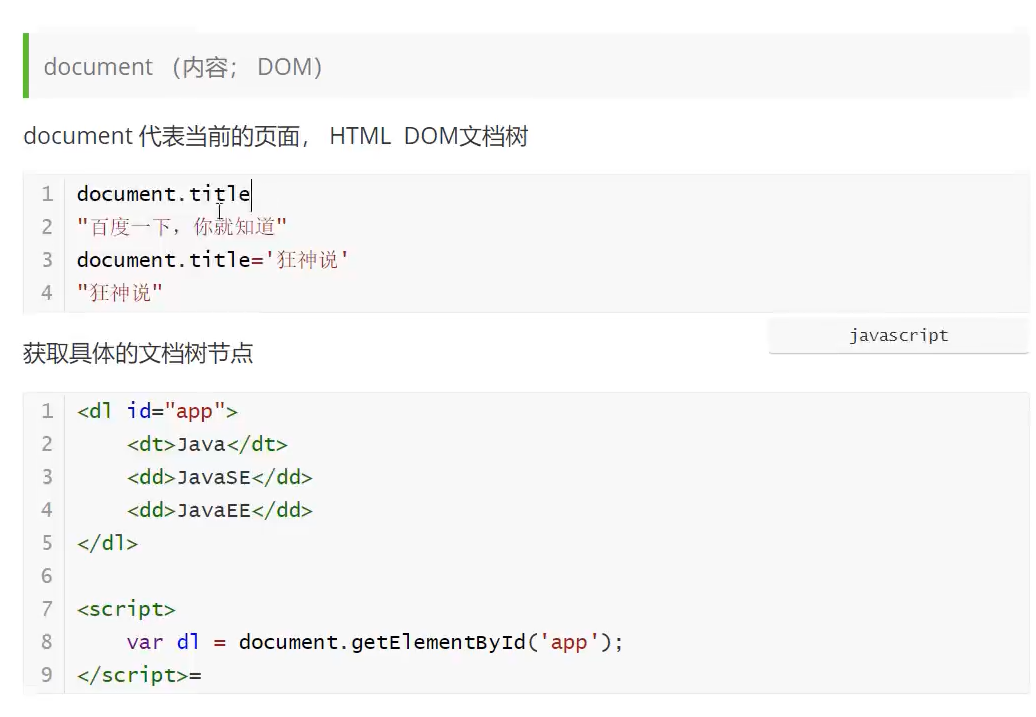 document （内容； DOM）
document 代表当前的页面， HTML DOM文档树
1 document.title
2 "百度一下，你就知道"
3 document.title='狂神说'
4 "狂神说"
javascript
获取具体的文档树节点
1 <dl id="app">
2     <dt>Java</dt>
3     <dd>JavaSE</dd>
4     <dd>JavaEE</dd>
5 </dl>
6
7 <script>
8     var dl = document.getElementById('app');
9 </script>=